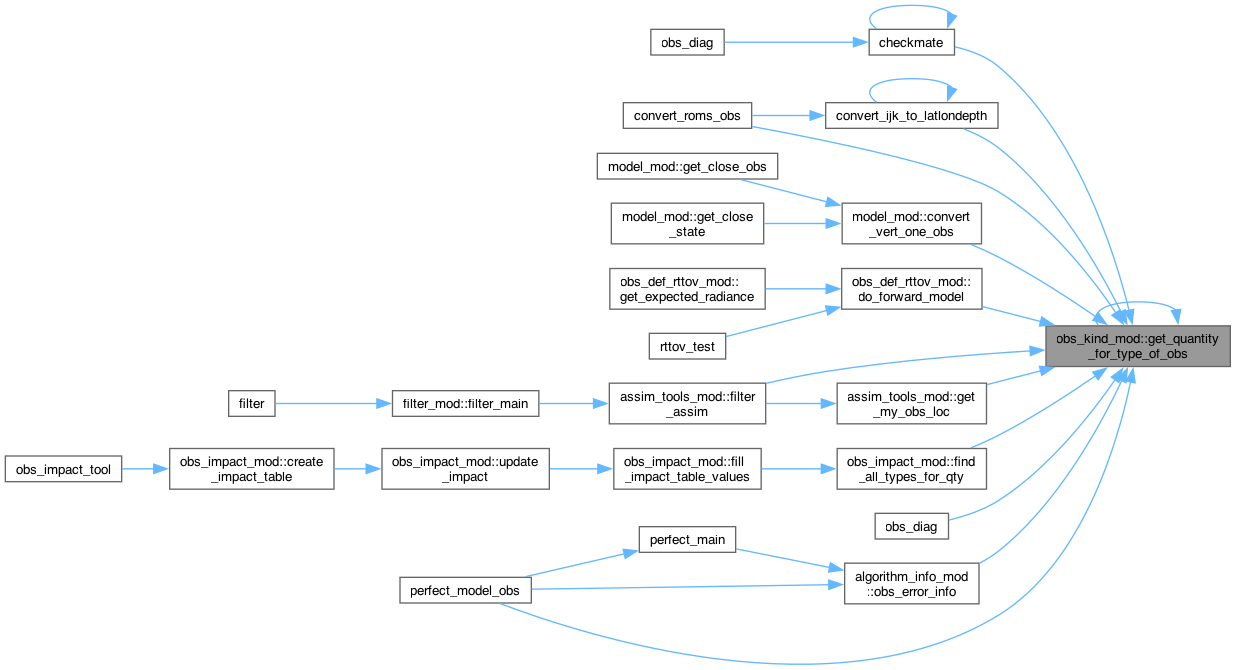 obs_diag
checkmate
convert_roms_obs
convert_ijk_to_latlondepth
model_mod::get_close_obs
model_mod::get_close
_state
model_mod::convert
_vert_one_obs
obs_def_rttov_mod::
get_expected_radiance
obs_def_rttov_mod::
do_forward_model
rttov_test
obs_kind_mod::get_quantity
_for_type_of_obs
filter
filter_mod::filter_main
assim_tools_mod::filter
_assim
assim_tools_mod::get
_my_obs_loc
obs_impact_tool
obs_impact_mod::create
_impact_table
obs_impact_mod::update
_impact
obs_impact_mod::fill
_impact_table_values
obs_impact_mod::find
_all_types_for_qty
obs_diag
perfect_main
perfect_model_obs
algorithm_info_mod
::obs_error_info